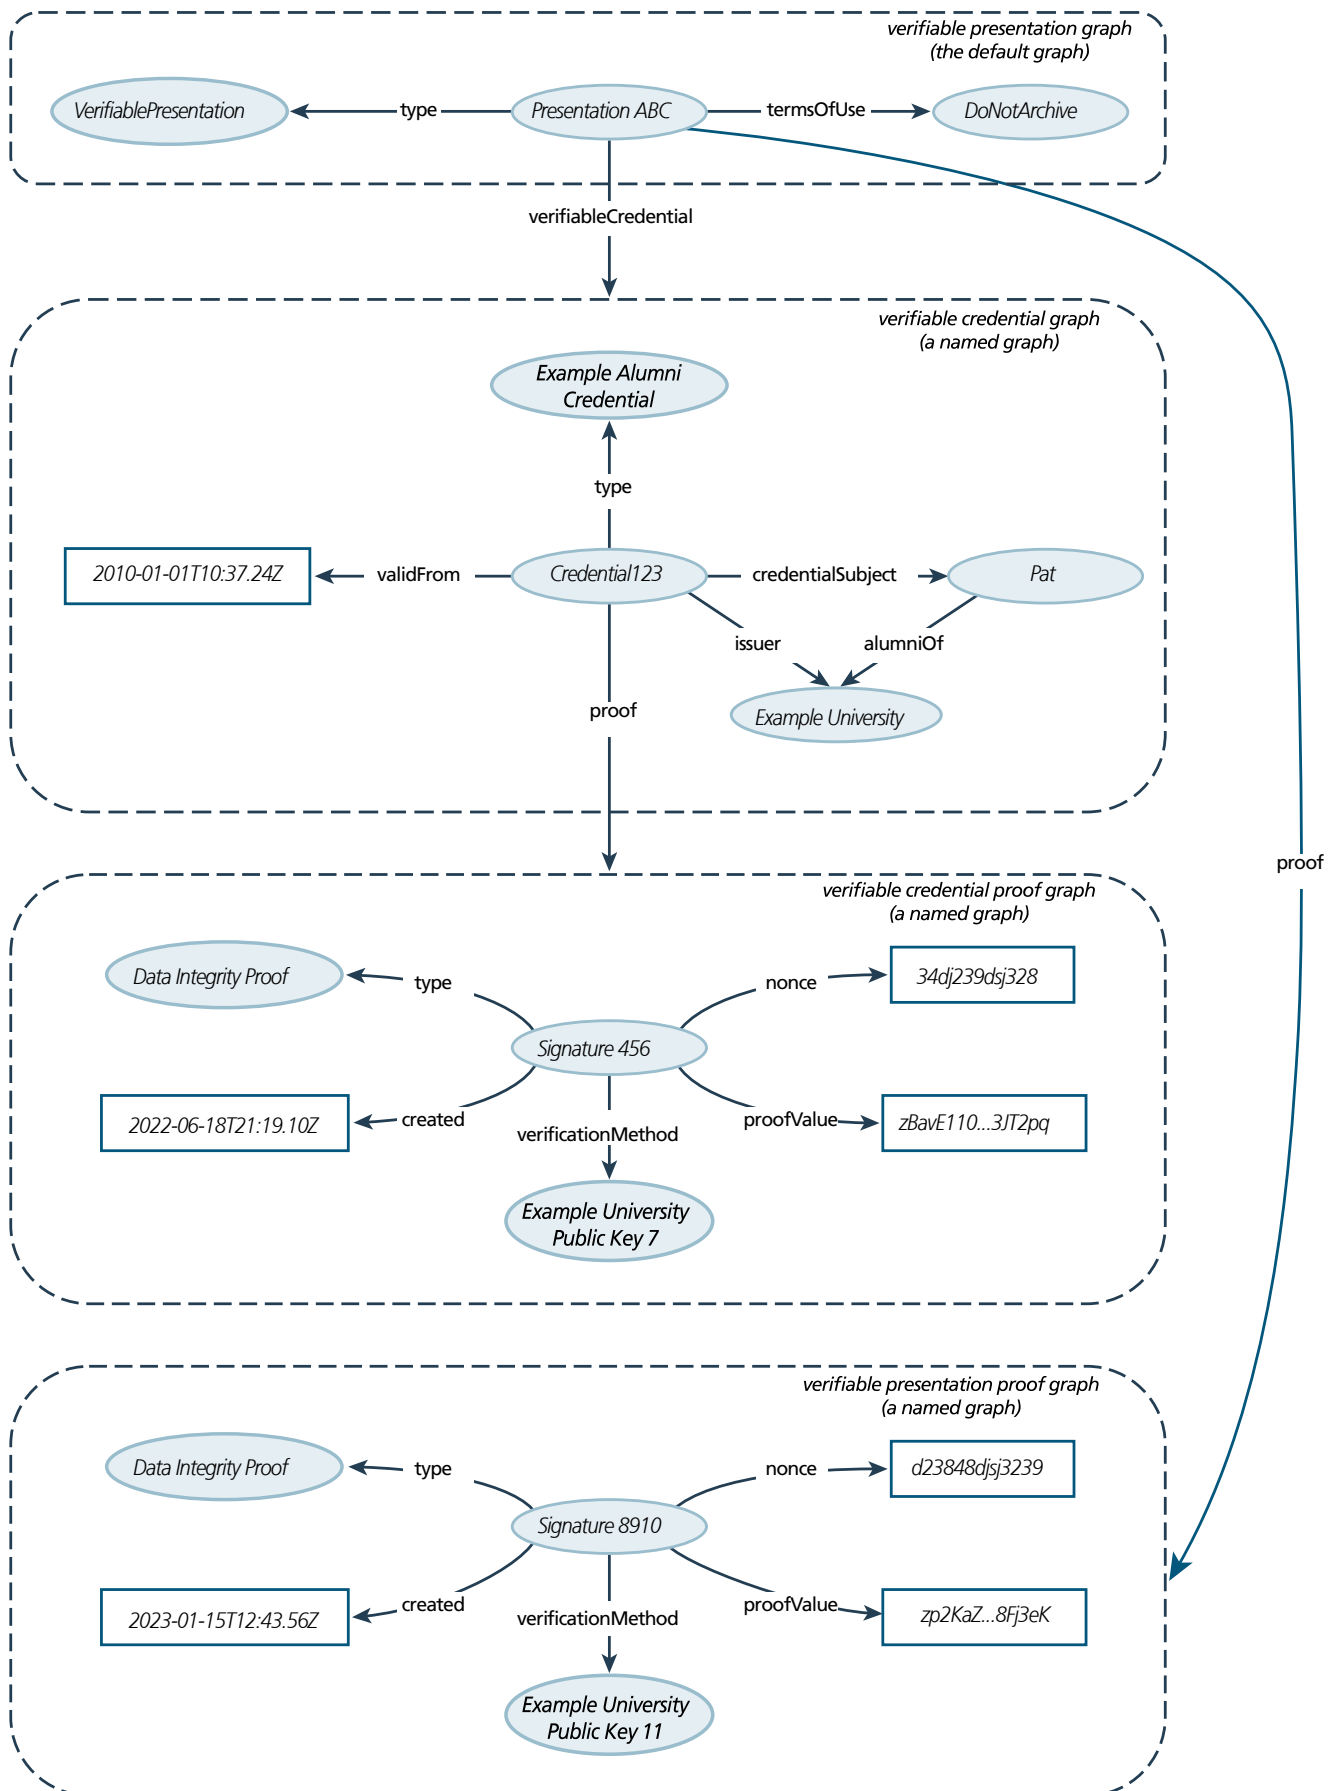 verifiable presentation graph
(the default graph)
VerifiablePresentation
type
Presentation ABC
termsOfUse
DoNotArchive
verifiableCredential
verifiable credential graph
(a named graph)
Example Alumni
Credential
type
2010-01-01T10:37.24Z
validFrom
Credential123
credentialSubject
Pat
issuer
alumniOf
proof
Example University
proof
verifiable credential proof graph
(a named graph)
Data Integrity Proof
type
nonce
34dj239dsj328
Signature 456
2022-06-18T21:19.10Z
created
verificationMethod
proofValue
zBavE110...3JT2pq
Example University
Public Key 7
verifiable presentation proof graph
(a named graph)
Data Integrity Proof
type
nonce
d23848djsj3239
Signature 8910
2023-01-15T12:43.56Z
created
verificationMethod
proofValue
zp2KaZ...8Fj3eK
Example University
Public Key 11